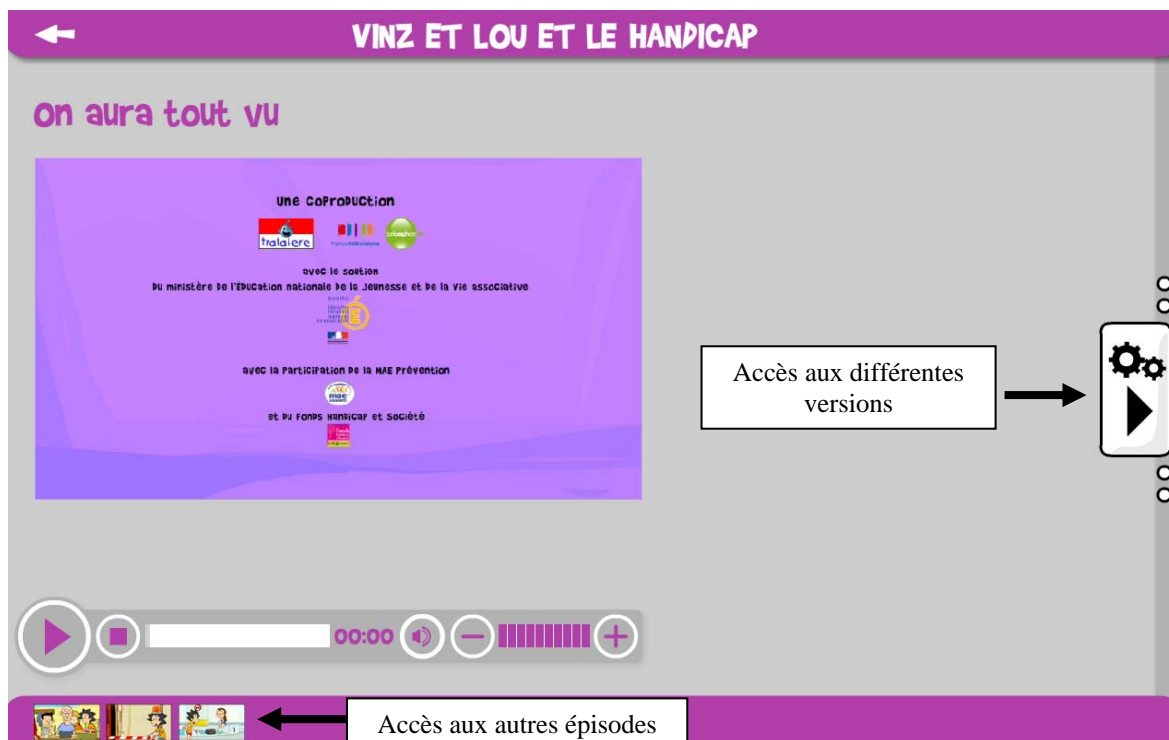 VINZ ET LOU ET LE HANDICAP
on aura tout vu
une coproduction
tralalere
avec le soutien
du ministère de l'éducation nationale de la jeunesse et de la vie associative
avec la participation de la MAE Prévention
mae
et du Fonds Handicap et Société
Accès aux différentes
versions
00:00
Accès aux autres épisodes